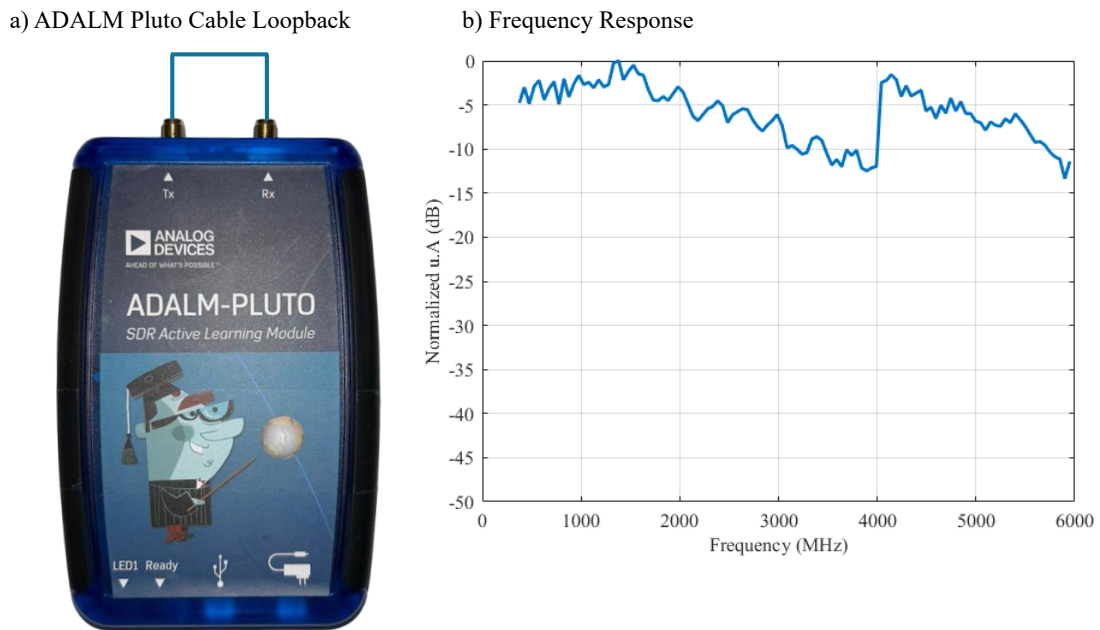 a) ADALM Pluto Cable Loopback
Tx
Rx
ANALOG
DEVICES
AHEAD OF WHAT'S POSSIBLE™
ADALM-PLUTO
SDR Active Learning Module
LED1 Ready
b) Frequency Response
Normalized u.A (dB)
0
-5
-10
-15
-20
-25
-30
-35
-40
-45
-50
0 1000 2000 3000 4000 5000 6000
Frequency (MHz)